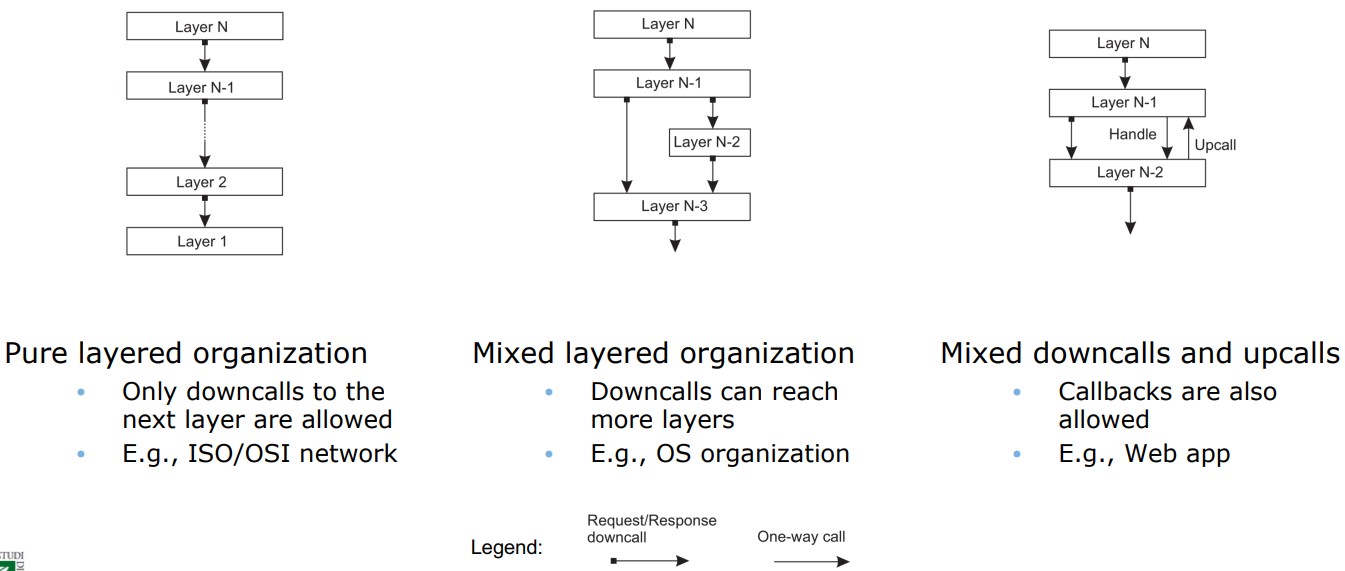 Layer N
Layer N-1
Layer 2
Layer 1
Layer N
Layer N-1
Layer N-2
Layer N-3
Layer N
Layer N-1
Handle
Upcall
Layer N-2
Pure layered organization
• Only downcalls to the
next layer are allowed
• E.g., ISO/OSI network
Mixed layered organization
• Downcalls can reach
more layers
• E.g., OS organization
Mixed downcalls and upcalls
• Callbacks are also
allowed
• E.g., Web app
Legend:
Request/Response
downcall
One-way call
TUDI